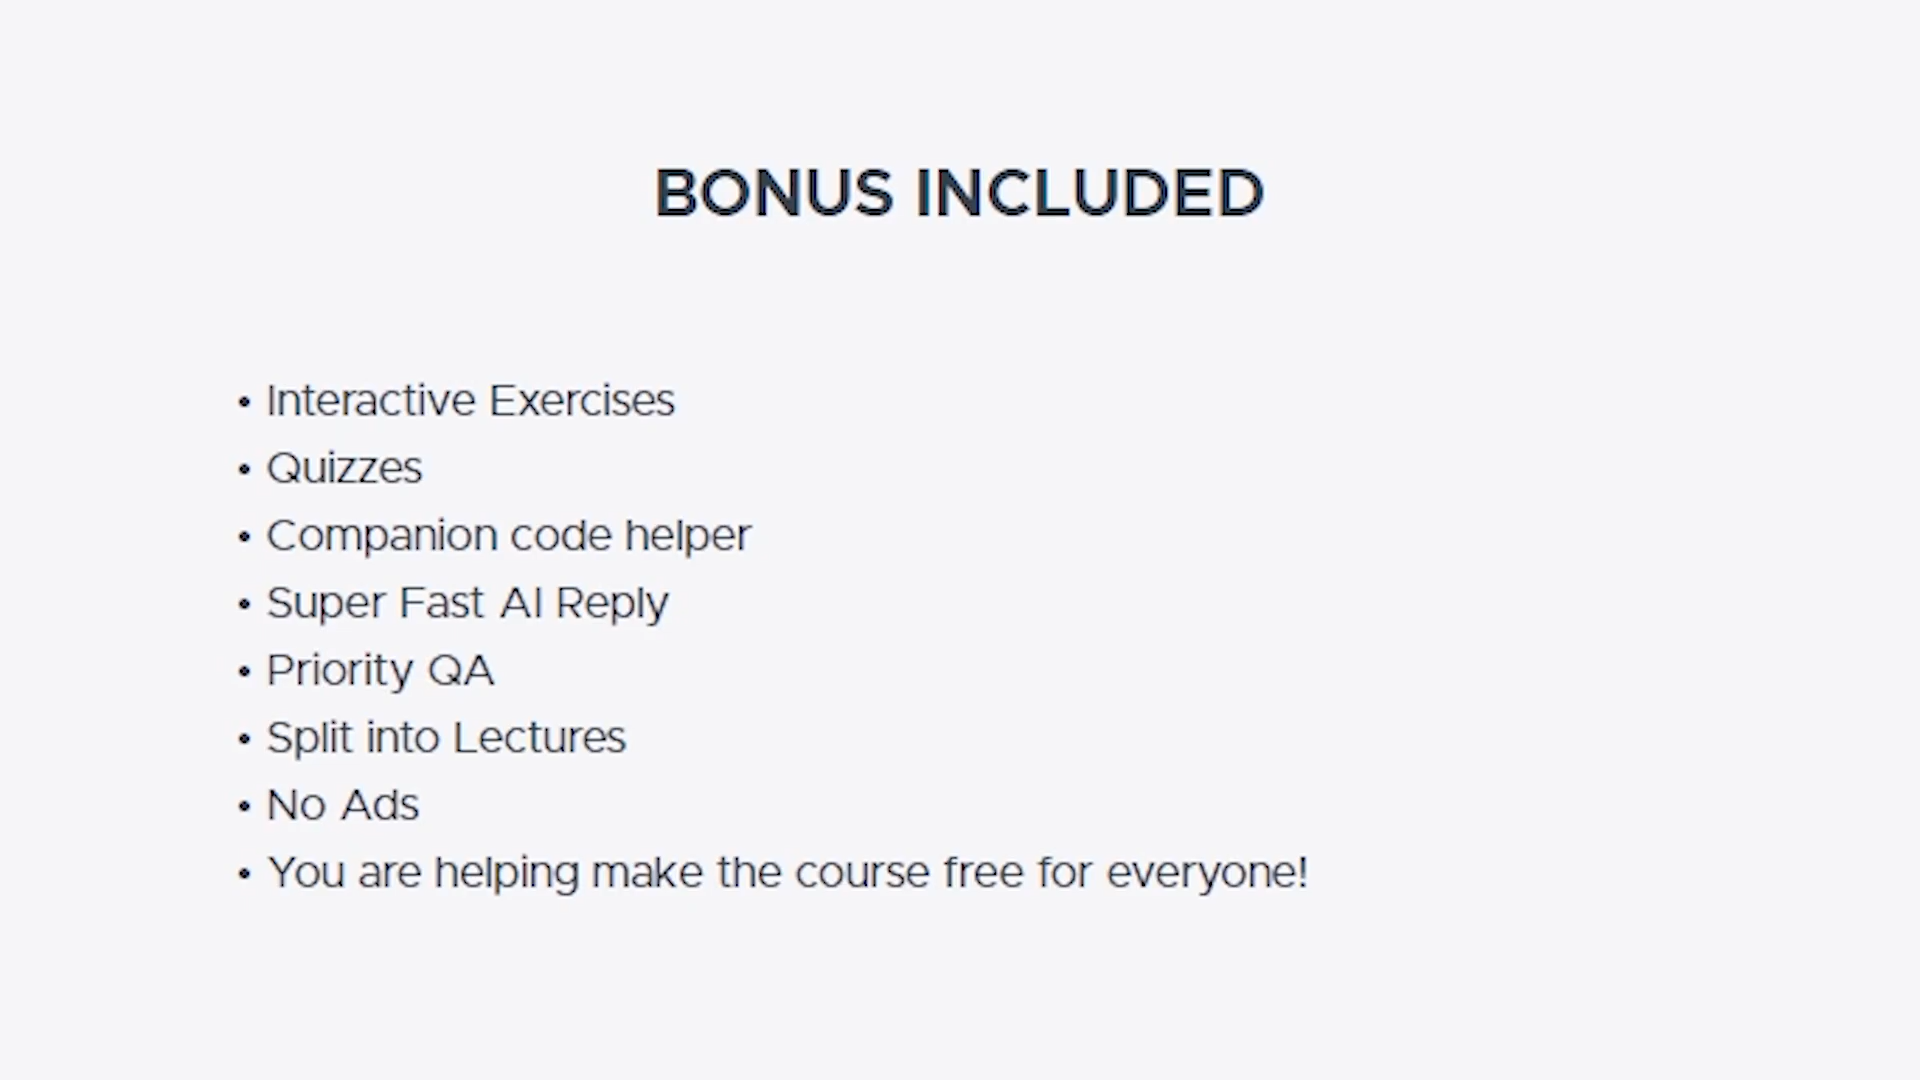 BONUS INCLUDED
• Interactive Exercises
• Quizzes
• Companion code helper
• Super Fast AI Reply
• Priority QA
• Split into Lectures
• No Ads
• You are helping make the course free for everyone!